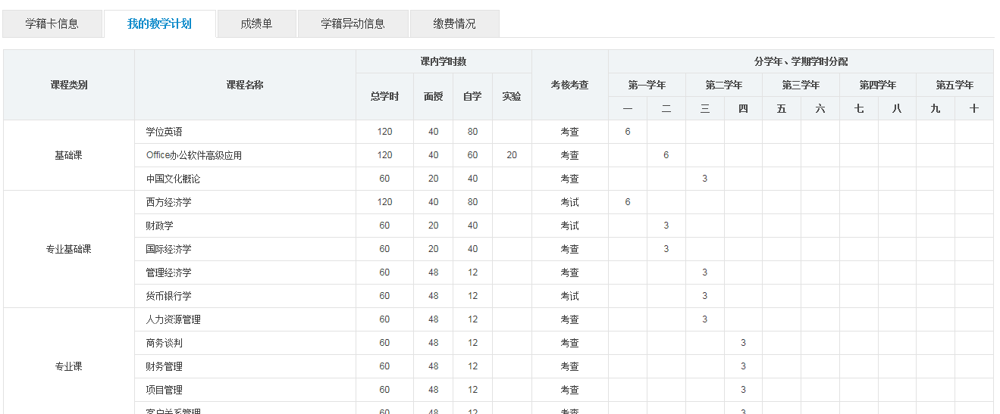 学籍卡信息 我的教学计划 成绩单 学籍异动信息 缴费情况
课程类别 课程名称 课内学时数 考核考查 分学年、学期学时分配
总学时 面授 自学 实验 第一学年 第二学年 第三学年 第四学年 第五学年
一 二 三 四 五 六 七 八 九 十
基础课
学位英语 120 40 80 考查 6
Office办公软件高级应用 120 40 60 20 考查 6
中国文化概论 60 20 40 考查 3
专业基础课
西方经济学 120 40 80 考试 6
财政学 60 20 40 考试 3
国际经济学 60 20 40 考查 3
管理经济学 60 48 12 考查 3
货币银行学 60 48 12 考试 3
专业课
人力资源管理 60 48 12 考查 3
商务谈判 60 48 12 考查 3
财务管理 60 48 12 考查 3
项目管理 60 48 12 考查 3
客户关系管理 60 48 12 考查 3